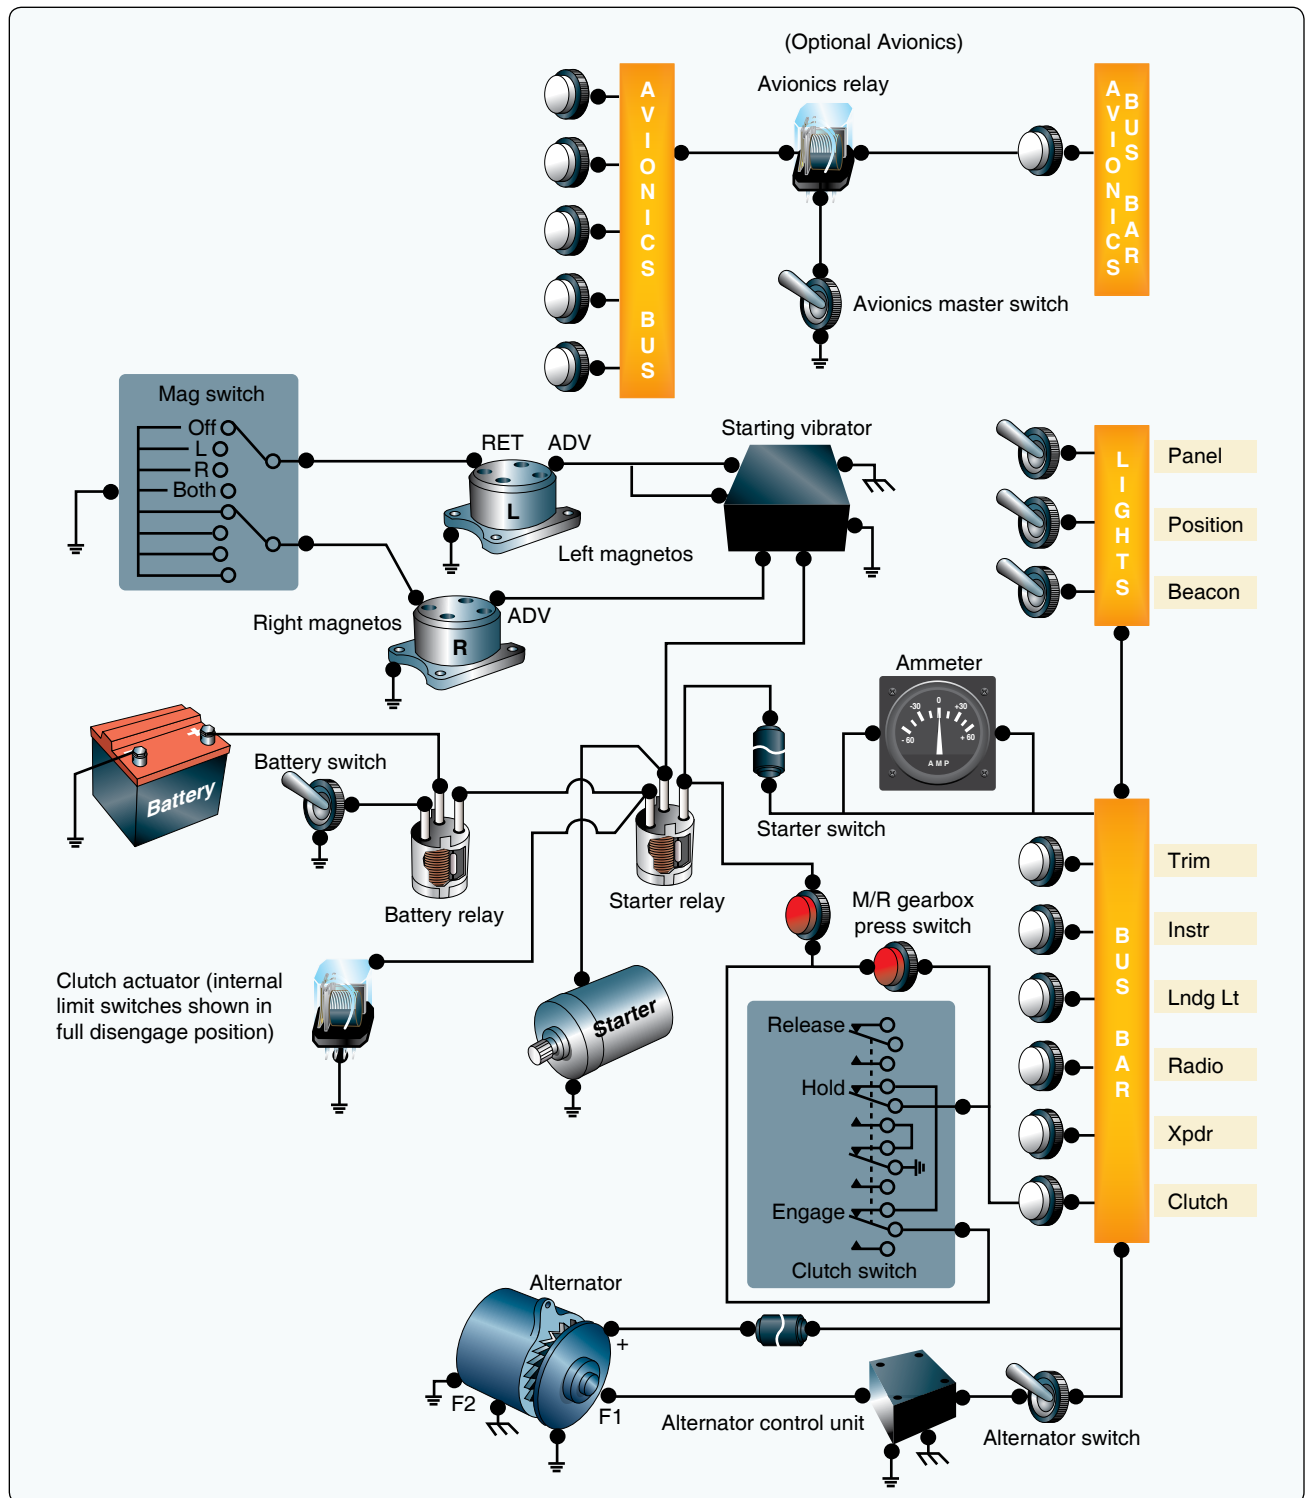 (Optional Avionics)
Avionics relay
AVIONICS BUS
AVIONICS
BUS BAR
Avionics master switch
Mag switch
Off
L
R
Both
RET
ADV
Starting vibrator
L
Left magnetos
Right magnetos
ADV
R
LIGHTS
Panel
Position
Beacon
Ammeter
-30
0
+30
- 60
+ 60
AMP
+
Battery
Battery switch
Battery relay
Starter relay
Starter switch
M/R gearbox
press switch
Clutch actuator (internal
limit switches shown in
full disengage position)
Starter
BUS BAR
Trim
Instr
Lndg Lt
Radio
Xpdr
Clutch
Release
Hold
Engage
Clutch switch
Alternator
+
F2
F1
Alternator control unit
Alternator switch